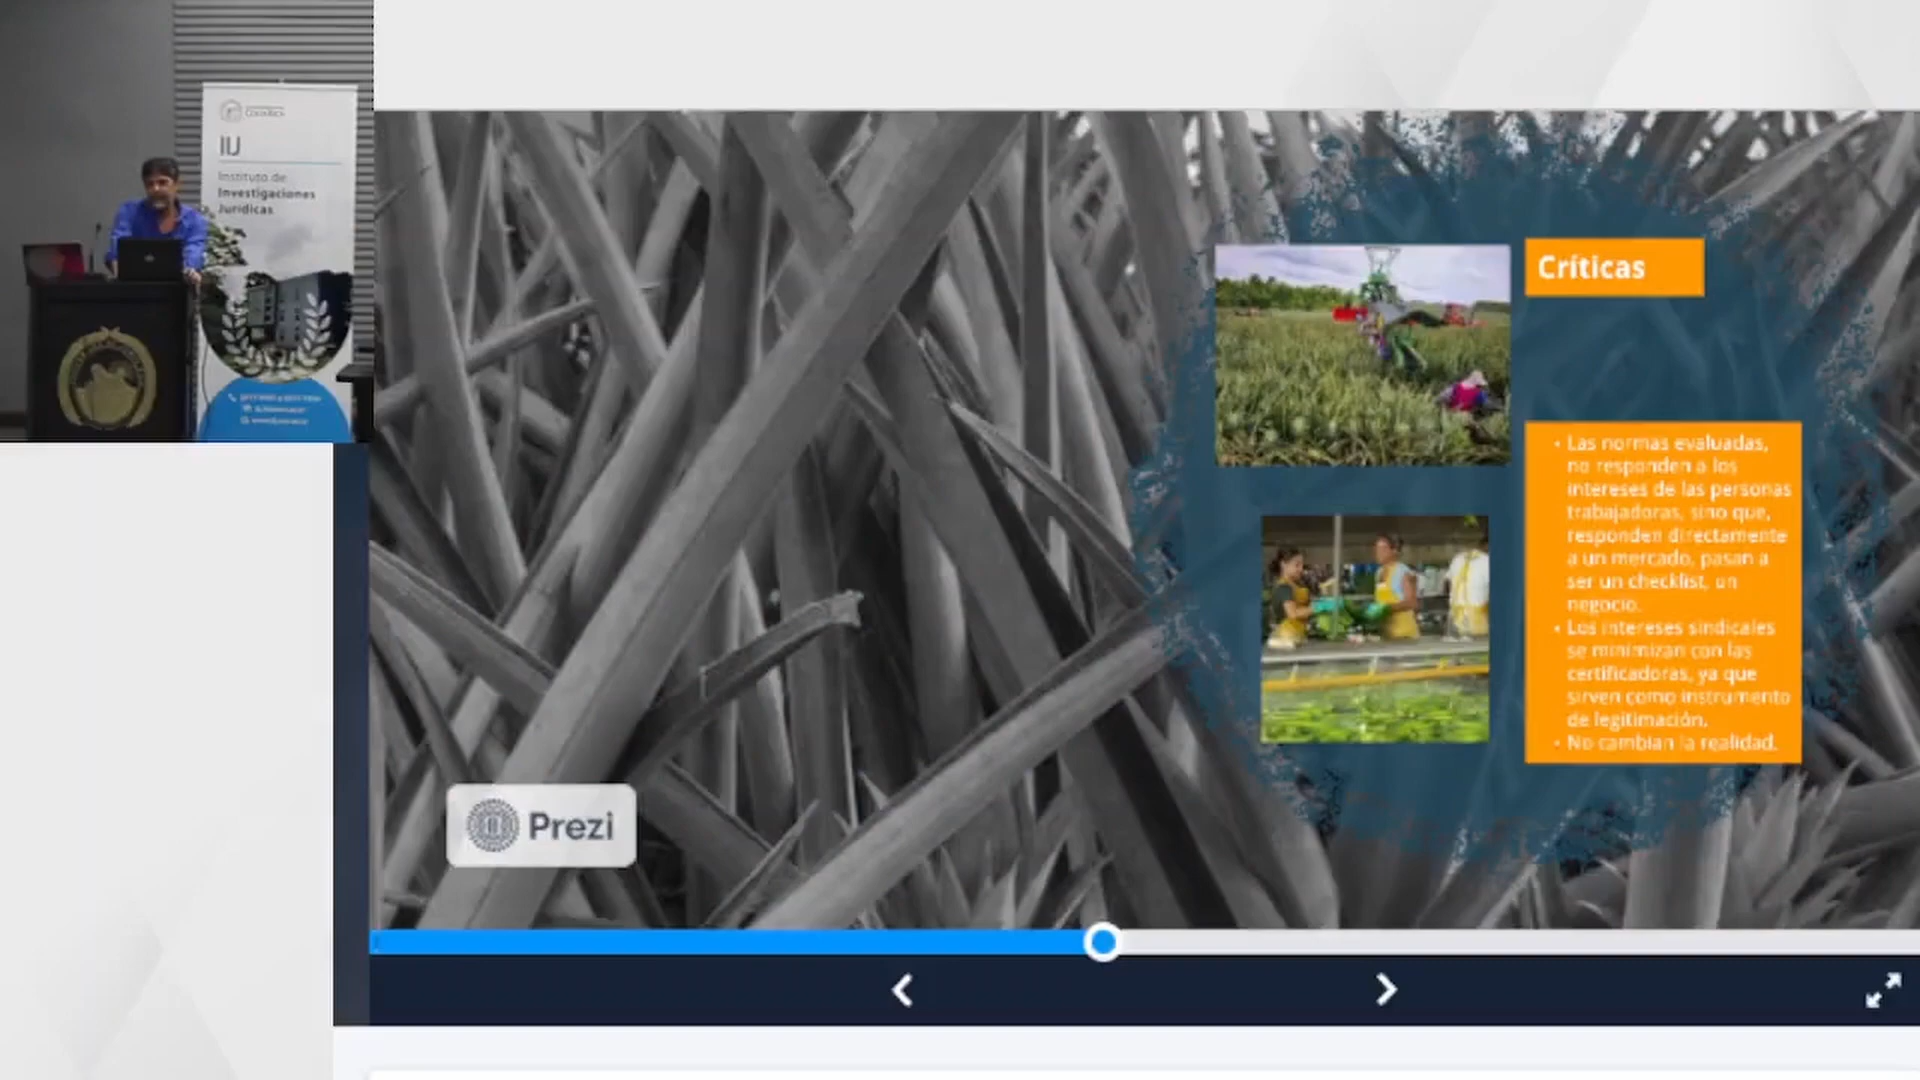 IIJ
Instituto de
Investigaciones
Jurídicas
Críticas
• Las normas evaluadas,
no responden a los
intereses de las personas
trabajadoras, sino que,
responden directamente
a un mercado, pasan a
ser un checklist, un
negocio.
• Los intereses sindicales
se minimizan con las
certificadoras, ya que
sirven como instrumento
de legitimación.
• No cambian la realidad.
Prezi